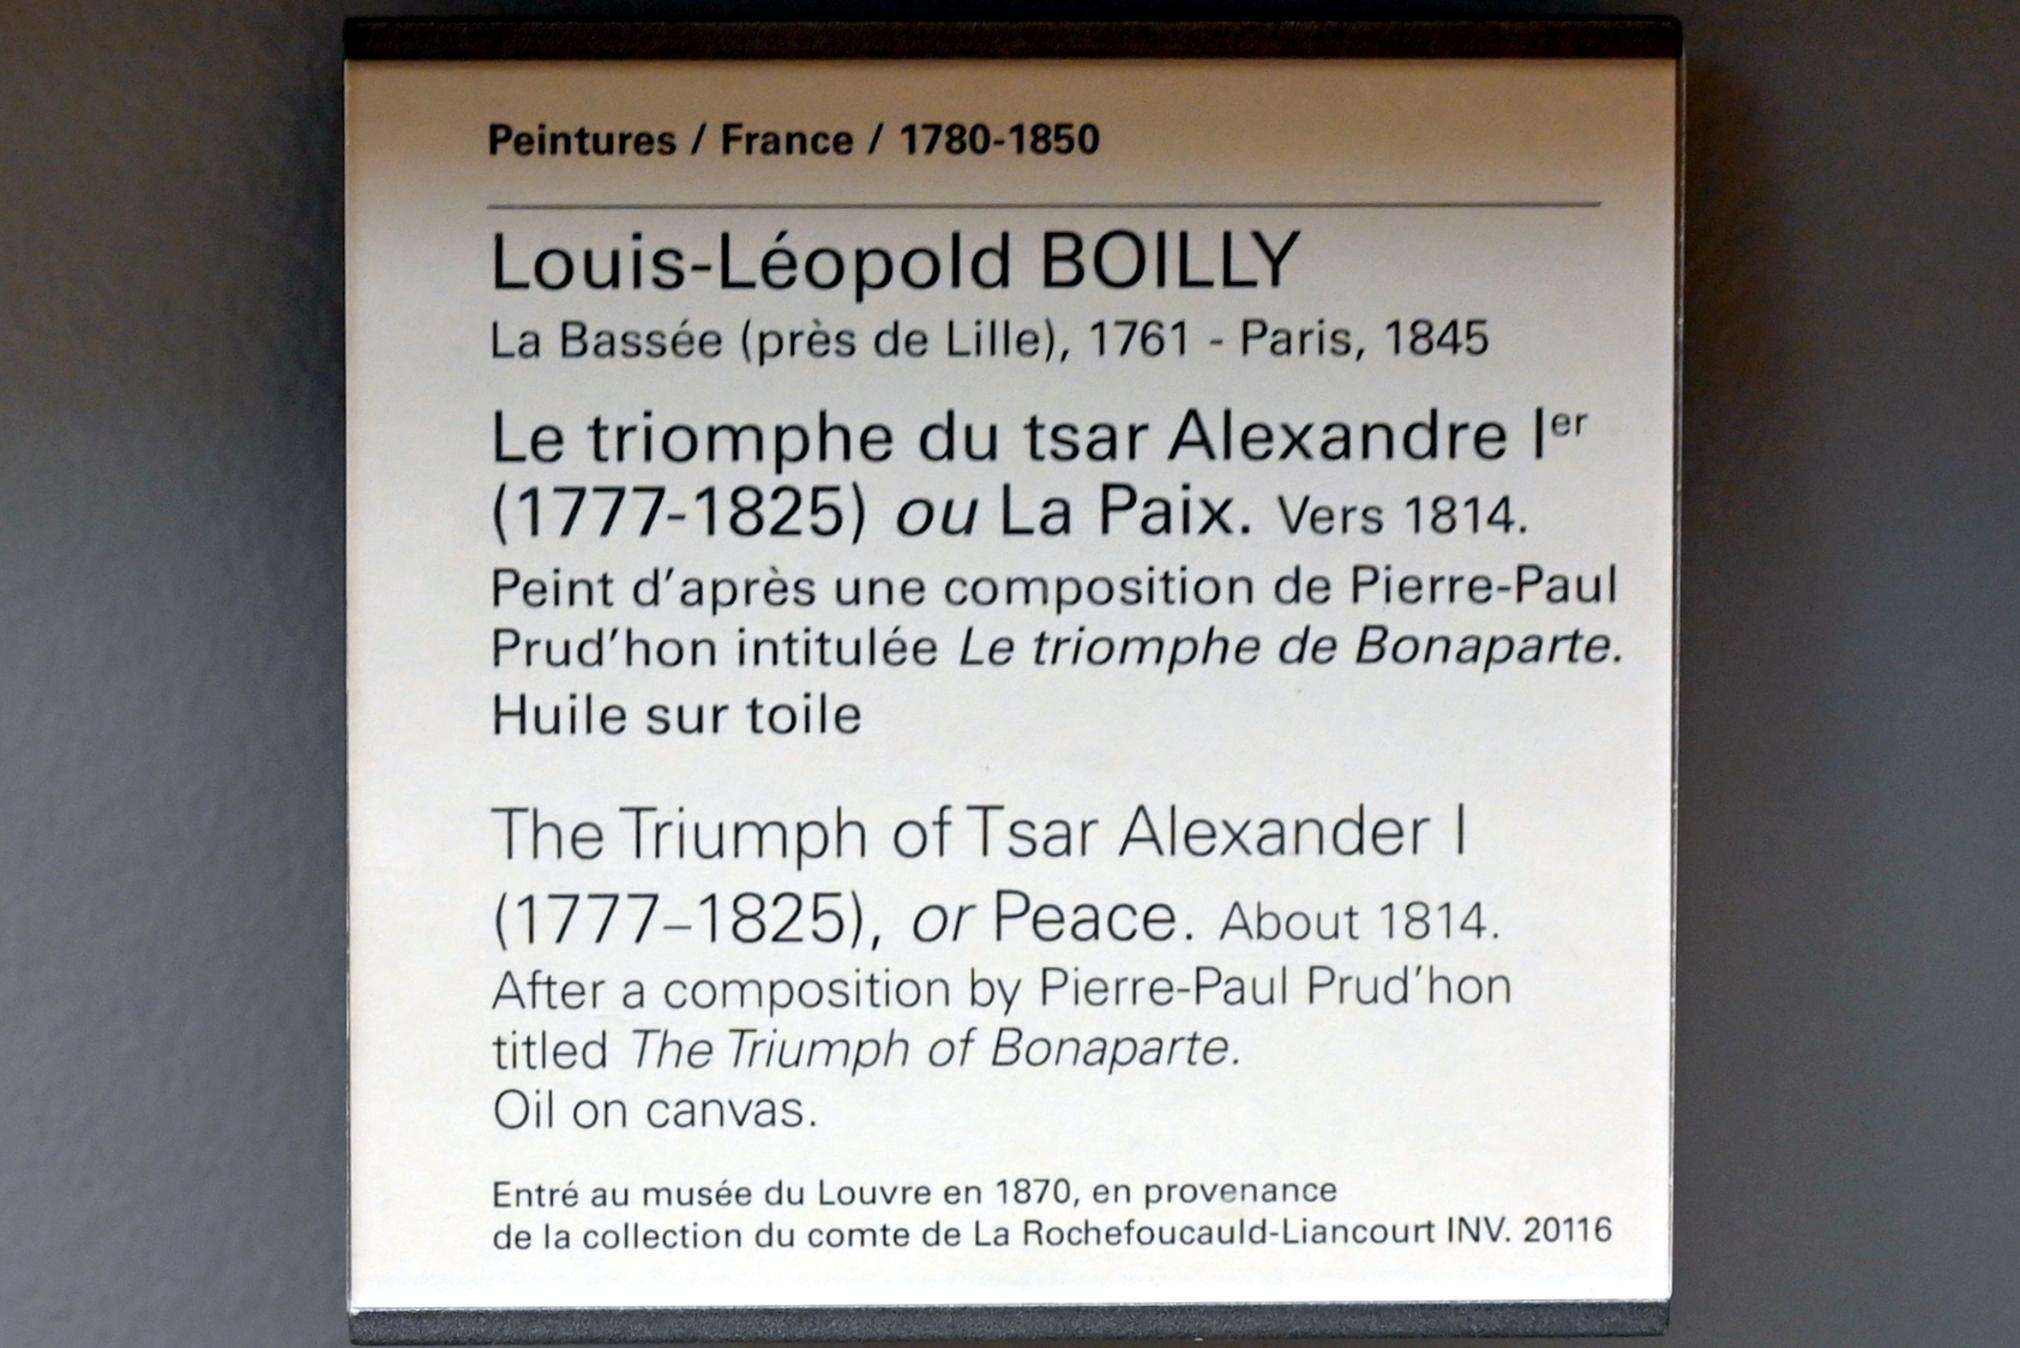 Peintures / France / 1780-1850
Louis-Léopold BOILLY
La Bassée (près de Lille), 1761 - Paris, 1845
Le triomphe du tsar Alexandre Iᵉʳ
(1777-1825) ou La Paix. Vers 1814.
Peint d’après une composition de Pierre-Paul
Prud’hon intitulée Le triomphe de Bonaparte.
Huile sur toile
The Triumph of Tsar Alexander I
(1777–1825), or Peace. About 1814.
After a composition by Pierre-Paul Prud’hon
titled The Triumph of Bonaparte.
Oil on canvas.
Entré au musée du Louvre en 1870, en provenance
de la collection du comte de La Rochefoucauld-Liancourt INV. 20116